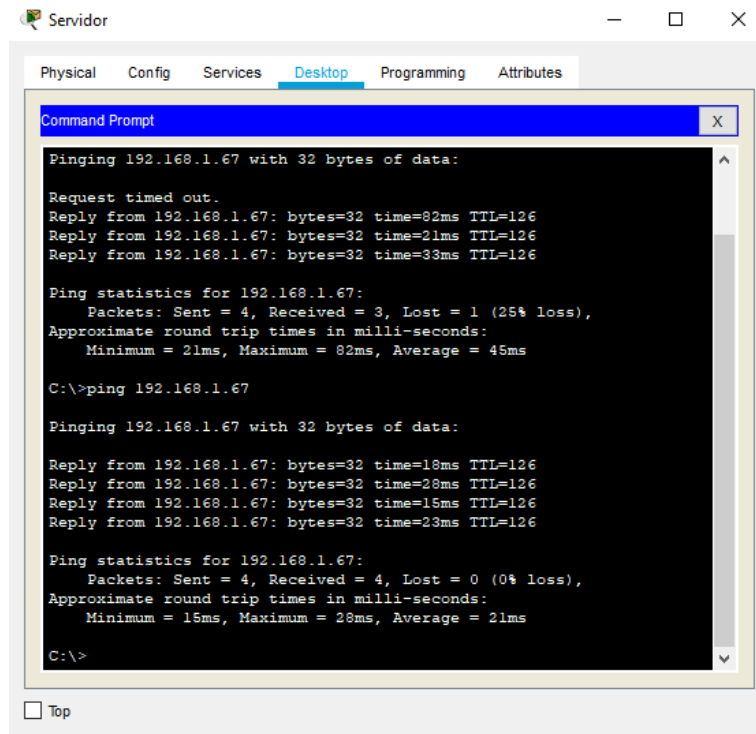 Servidor
Physical Config Services Desktop Programming Attributes
Command Prompt X
Pinging 192.168.1.67 with 32 bytes of data:
Request timed out.
Reply from 192.168.1.67: bytes=32 time=82ms TTL=126
Reply from 192.168.1.67: bytes=32 time=21ms TTL=126
Reply from 192.168.1.67: bytes=32 time=33ms TTL=126
Ping statistics for 192.168.1.67:
Packets: Sent = 4, Received = 3, Lost = 1 (25% loss),
Approximate round trip times in milli-seconds:
Minimum = 21ms, Maximum = 82ms, Average = 45ms
C:\>ping 192.168.1.67
Pinging 192.168.1.67 with 32 bytes of data:
Reply from 192.168.1.67: bytes=32 time=18ms TTL=126
Reply from 192.168.1.67: bytes=32 time=28ms TTL=126
Reply from 192.168.1.67: bytes=32 time=15ms TTL=126
Reply from 192.168.1.67: bytes=32 time=23ms TTL=126
Ping statistics for 192.168.1.67:
Packets: Sent = 4, Received = 4, Lost = 0 (0% loss),
Approximate round trip times in milli-seconds:
Minimum = 15ms, Maximum = 28ms, Average = 21ms
C:\>
Top